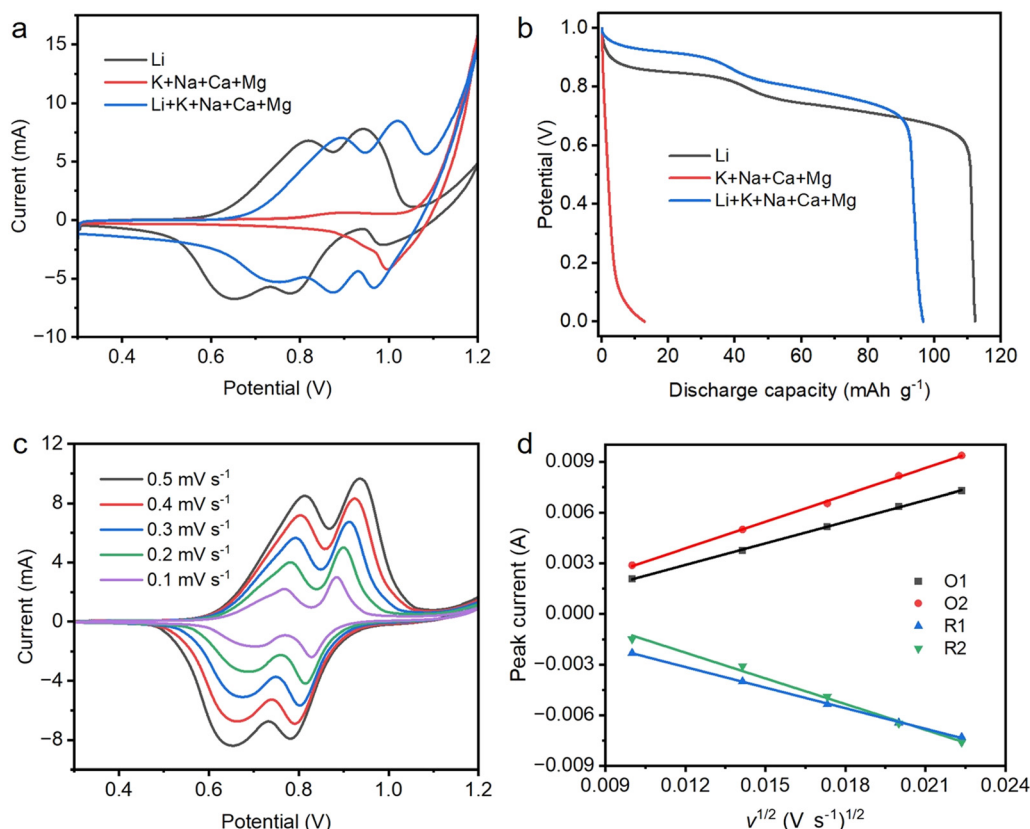 a
15
10
5
0
−5
−10
Current (mA)
Li
K+Na+Ca+Mg
Li+K+Na+Ca+Mg
0.4
0.6
0.8
1.0
1.2
Potential (V)
b
1.0
0.8
0.6
0.4
0.2
0.0
Potential (V)
Li
K+Na+Ca+Mg
Li+K+Na+Ca+Mg
0
20
40
60
80
100
120
Discharge capacity (mAh g⁻¹)
c
12
8
4
0
−4
−8
Current (mA)
0.5 mV s⁻¹
0.4 mV s⁻¹
0.3 mV s⁻¹
0.2 mV s⁻¹
0.1 mV s⁻¹
0.4
0.6
0.8
1.0
1.2
Potential (V)
d
0.009
0.006
0.003
0.000
−0.003
−0.006
−0.009
Peak current (A)
O1
O2
R1
R2
0.009
0.012
0.015
0.018
0.021
0.024
v¹ᐟ² (V s⁻¹)¹ᐟ²